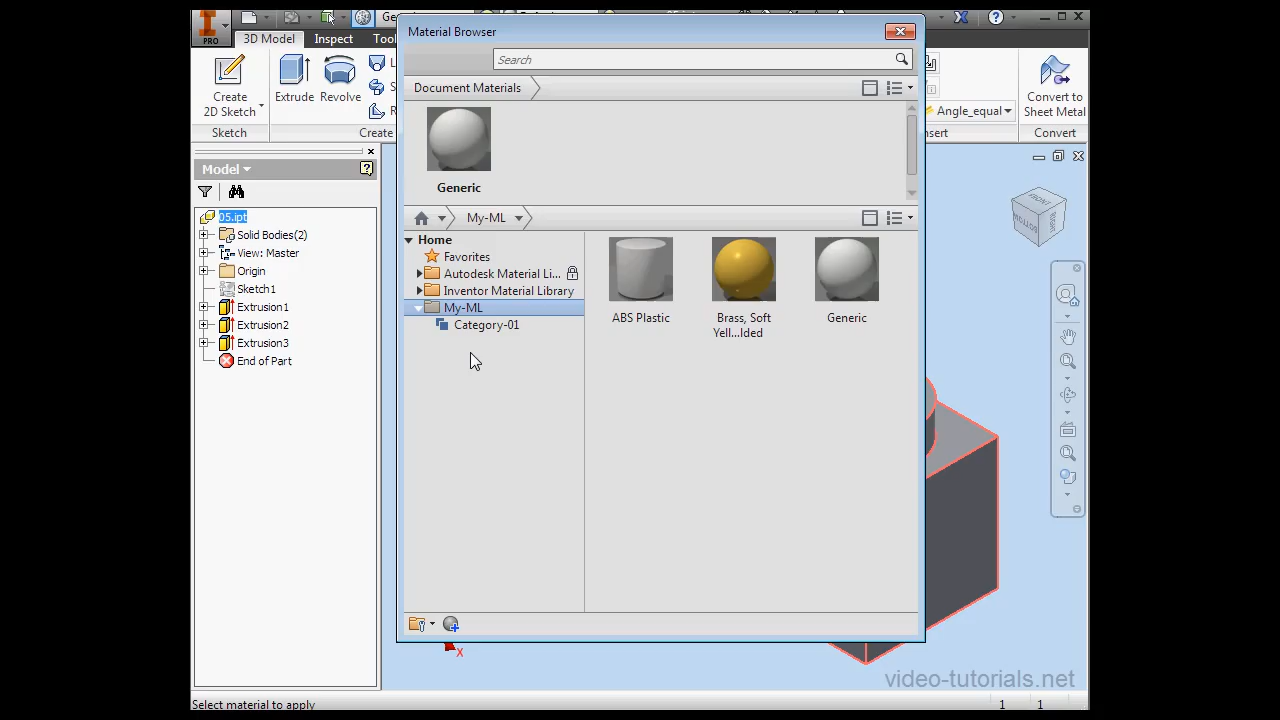 Material Browser
PRO
3D Model
Inspect
Search
Create
2D Sketch
Extrude
Revolve
Document Materials
Angle_equal
Convert to
Sheet Metal
Sketch
Create
Convert
Model
Generic
05.ipt
My-ML
Solid Bodies(2)
View: Master
Origin
Sketch1
Extrusion1
Extrusion2
Extrusion3
End of Part
Home
Favorites
Autodesk Material Li...
Inventor Material Library
My-ML
Category-01
ABS Plastic
Brass, Soft
Yell...lded
Generic
FRONT
BOTTOM
X
video-tutorials.net
Select material to apply
1
1